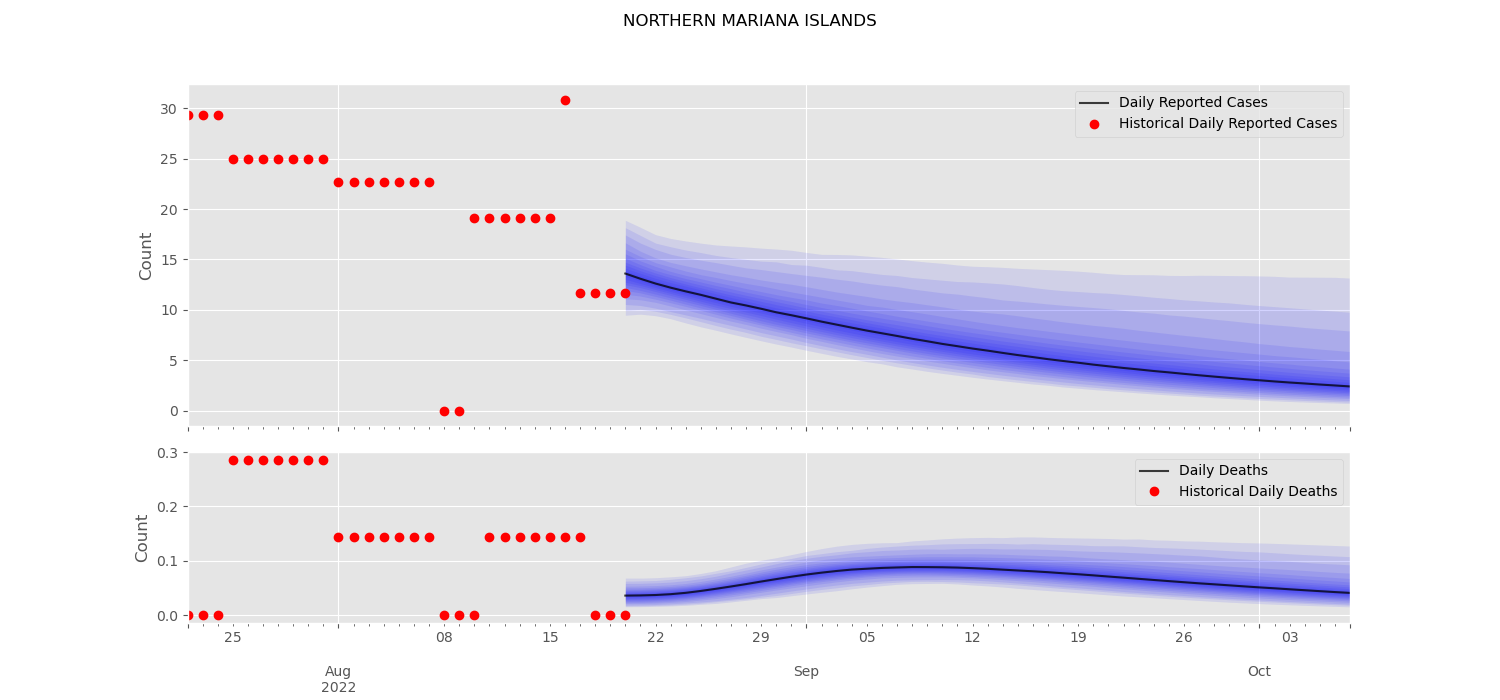 NORTHERN MARIANA ISLANDS
30
25
20
15
10
5
0
Count
Daily Reported Cases
Historical Daily Reported Cases
0.3
0.2
0.1
0.0
Count
Daily Deaths
Historical Daily Deaths
25 08 15 22 29 05 12 19 26 03
Aug Sep Oct
2022